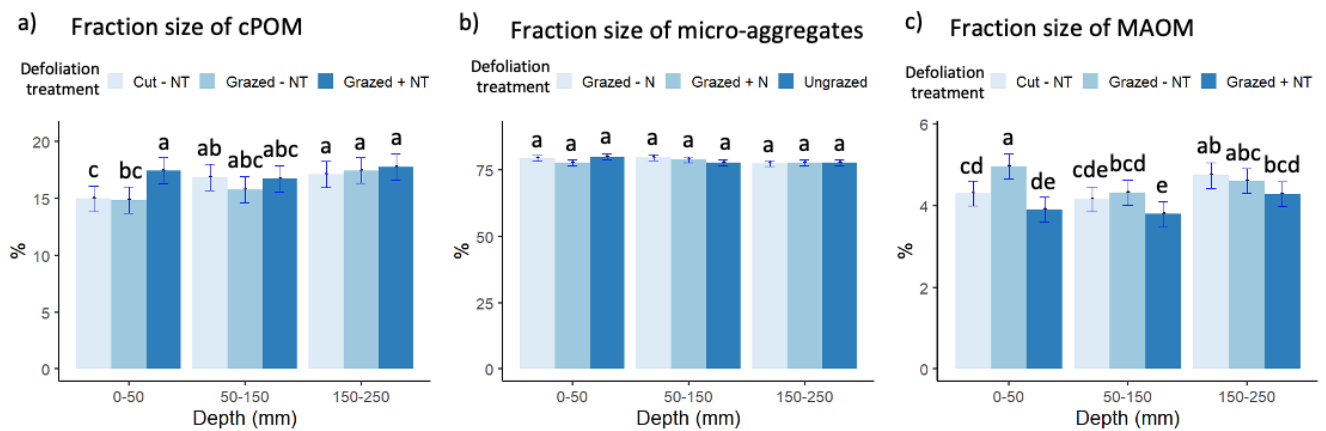 a) Fraction size of cPOM
Defoliation treatment Cut - NT Grazed - NT Grazed + NT
20
15
10
5
0
%
c bc a
ab abc abc
a a a
0-50 50-150 150-250
Depth (mm)
b) Fraction size of micro-aggregates
Defoliation treatment Grazed - N Grazed + N Ungrazed
75
50
25
0
%
a a a
a a a
a a a
0-50 50-150 150-250
Depth (mm)
c) Fraction size of MAOM
Defoliation treatment Cut - NT Grazed - NT Grazed + NT
6
4
2
0
%
cd a de
cde bcd e
ab abc bcd
0-50 50-150 150-250
Depth (mm)